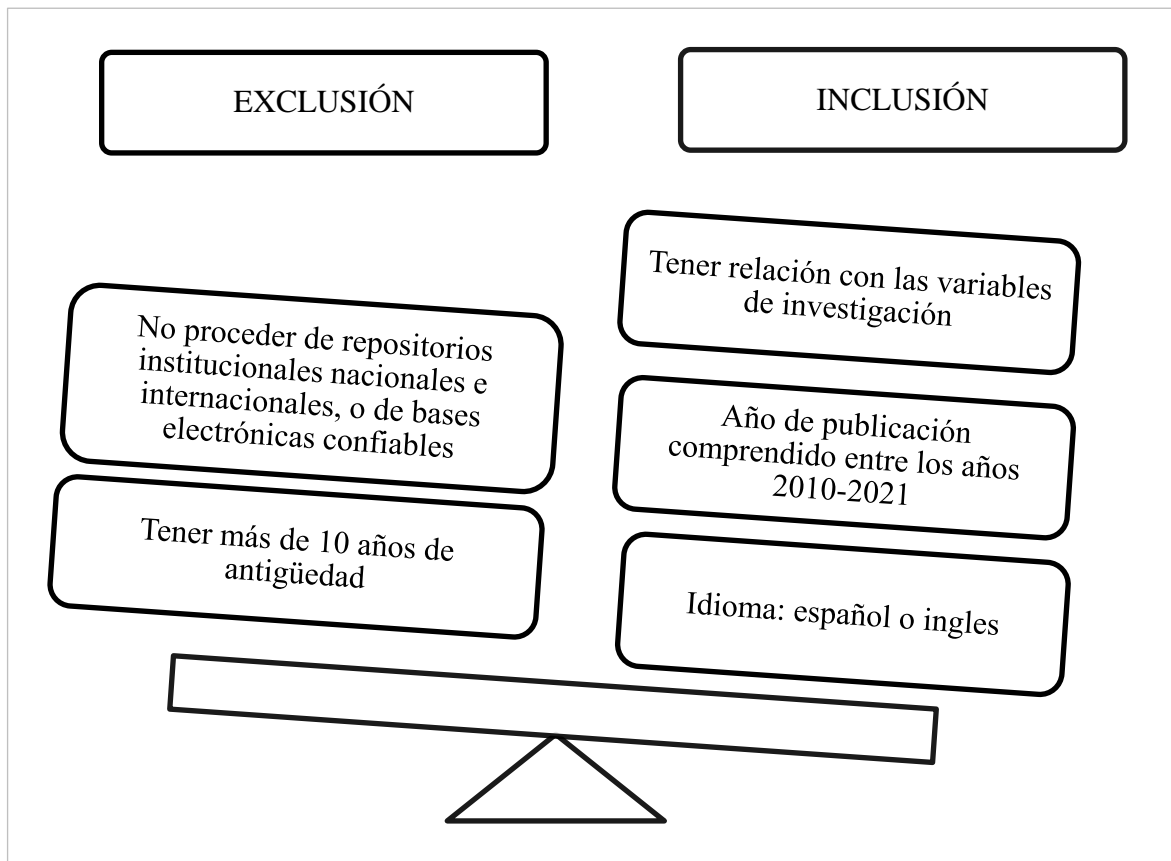 EXCLUSIÓN
No proceder de repositorios
institucionales nacionales e
internacionales, o de bases
electrónicas confiables
Tener más de 10 años de
antigüedad
INCLUSIÓN
Tener relación con las variables
de investigación
Año de publicación
comprendido entre los años
2010-2021
Idioma: español o ingles